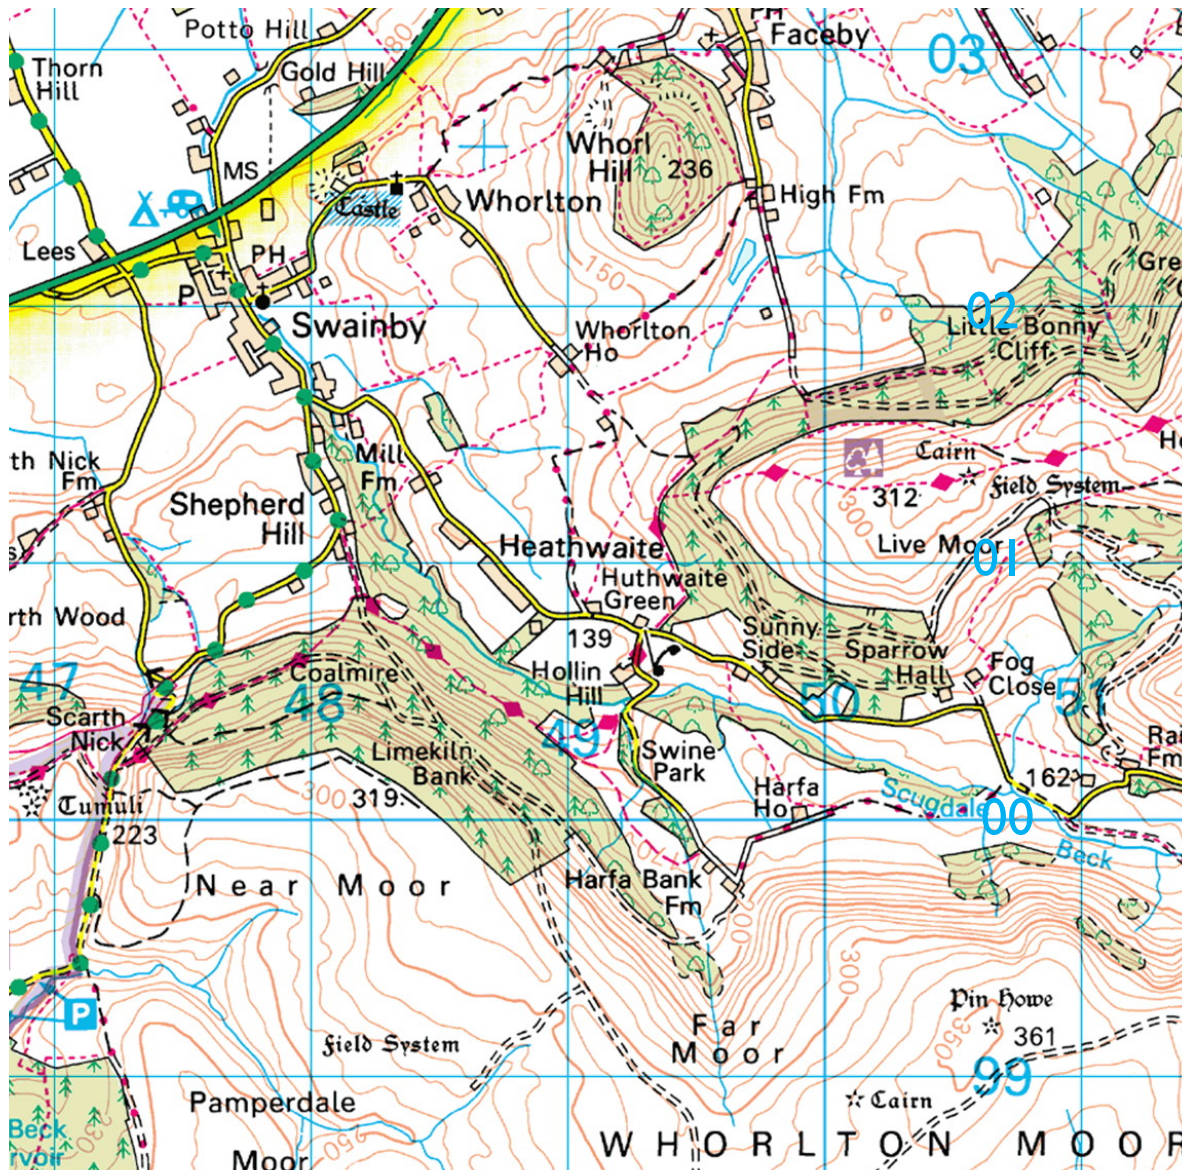 Potto Hill
PH
Faceby
03
Thorn
Hill
Gold Hill
Whorl
Hill
236
MS
High Fm
Castle
Whorlton
Lees
PH
150
P
02
Swainby
Whorlton
Ho
Little Bonny
Cliff
Cairn
312
300
Field System
Mill
Fm
th Nick
Fm
Shepherd
Hill
Live Moor
01
Heathwaite
Huthwaite
Green
rth Wood
139
Sunny
Side
Sparrow
Hall
Fog
Close
47
Coalmire
48
Hollin
Hill
49
50
51
Scarth
Nick
Limekiln
Bank
Swine
Park
162
Harfa
Ho
300
319
Tumuli
223
Scugdale
00
Beck
Near Moor
Harfa Bank
Fm
300
Pin Howe
361
350
Far
Moor
P
Field System
99
Cairn
Pamperdale
Moor
230
250
Beck
rvoir
WHORLTON MOOR